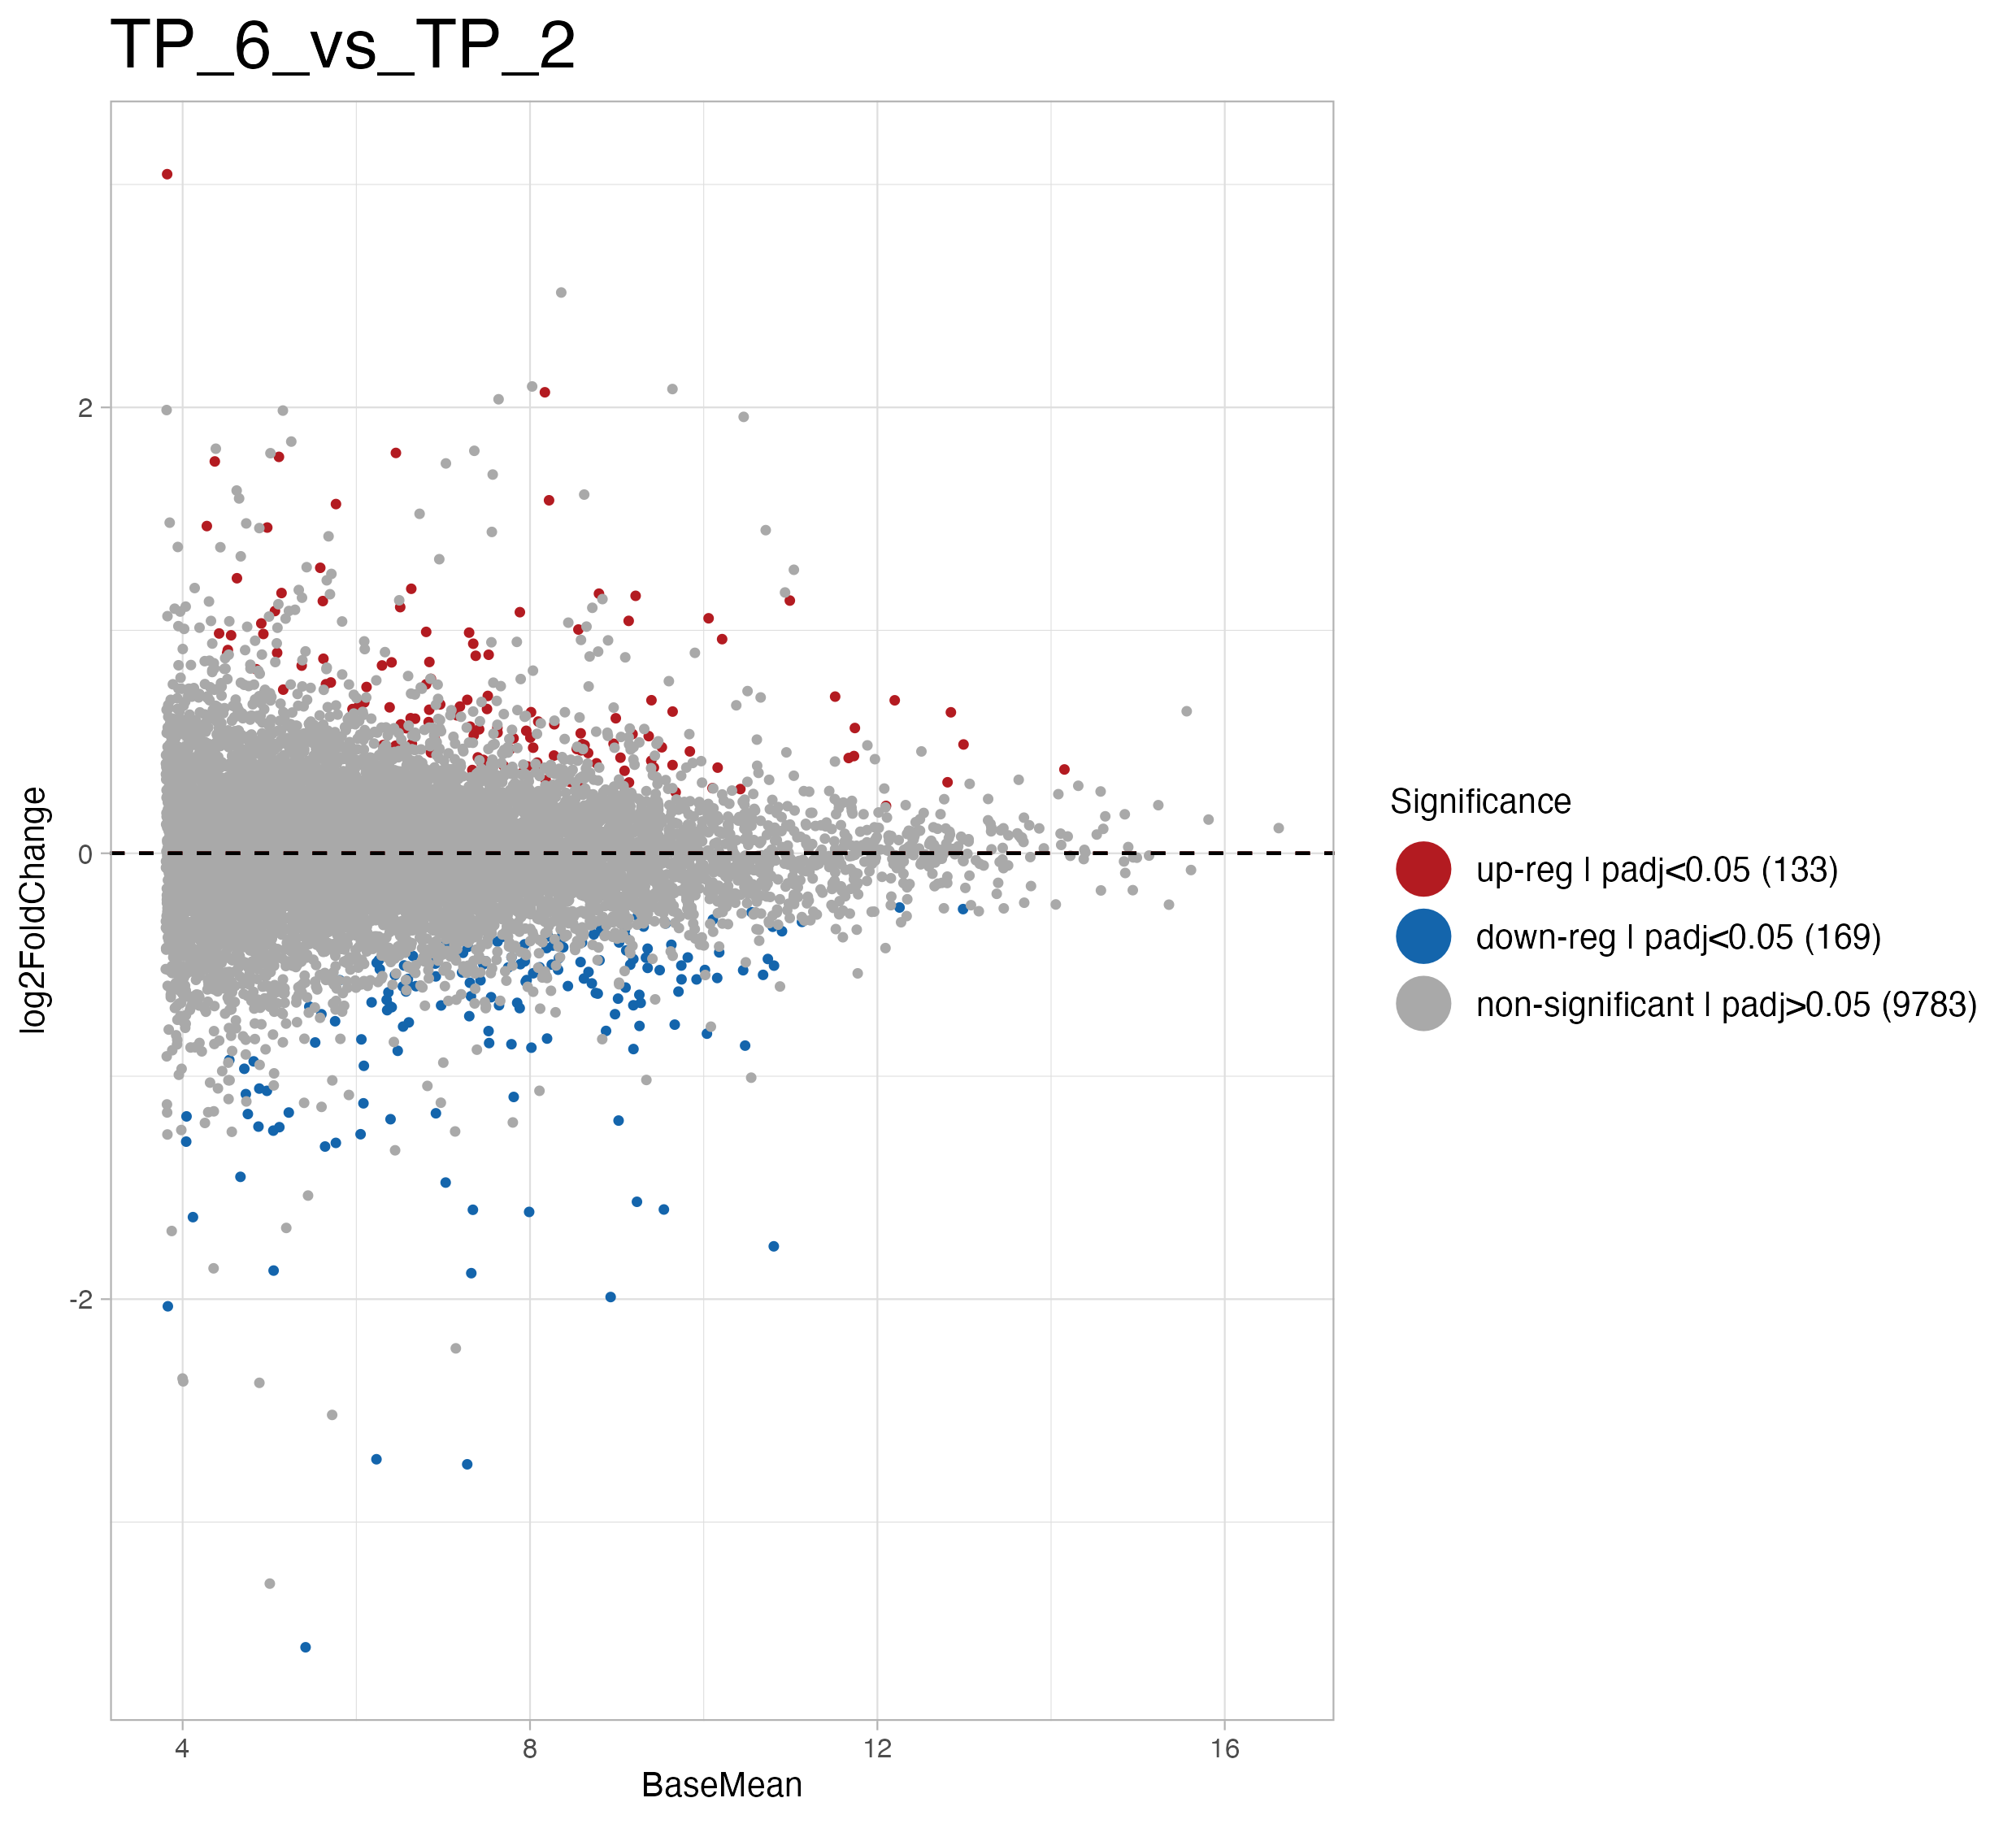 TP_6_vs_TP_2
log2FoldChange
2
0
-2
4
8
12
16
BaseMean
Significance
up-reg | padj<0.05 (133)
down-reg | padj<0.05 (169)
non-significant | padj>0.05 (9783)